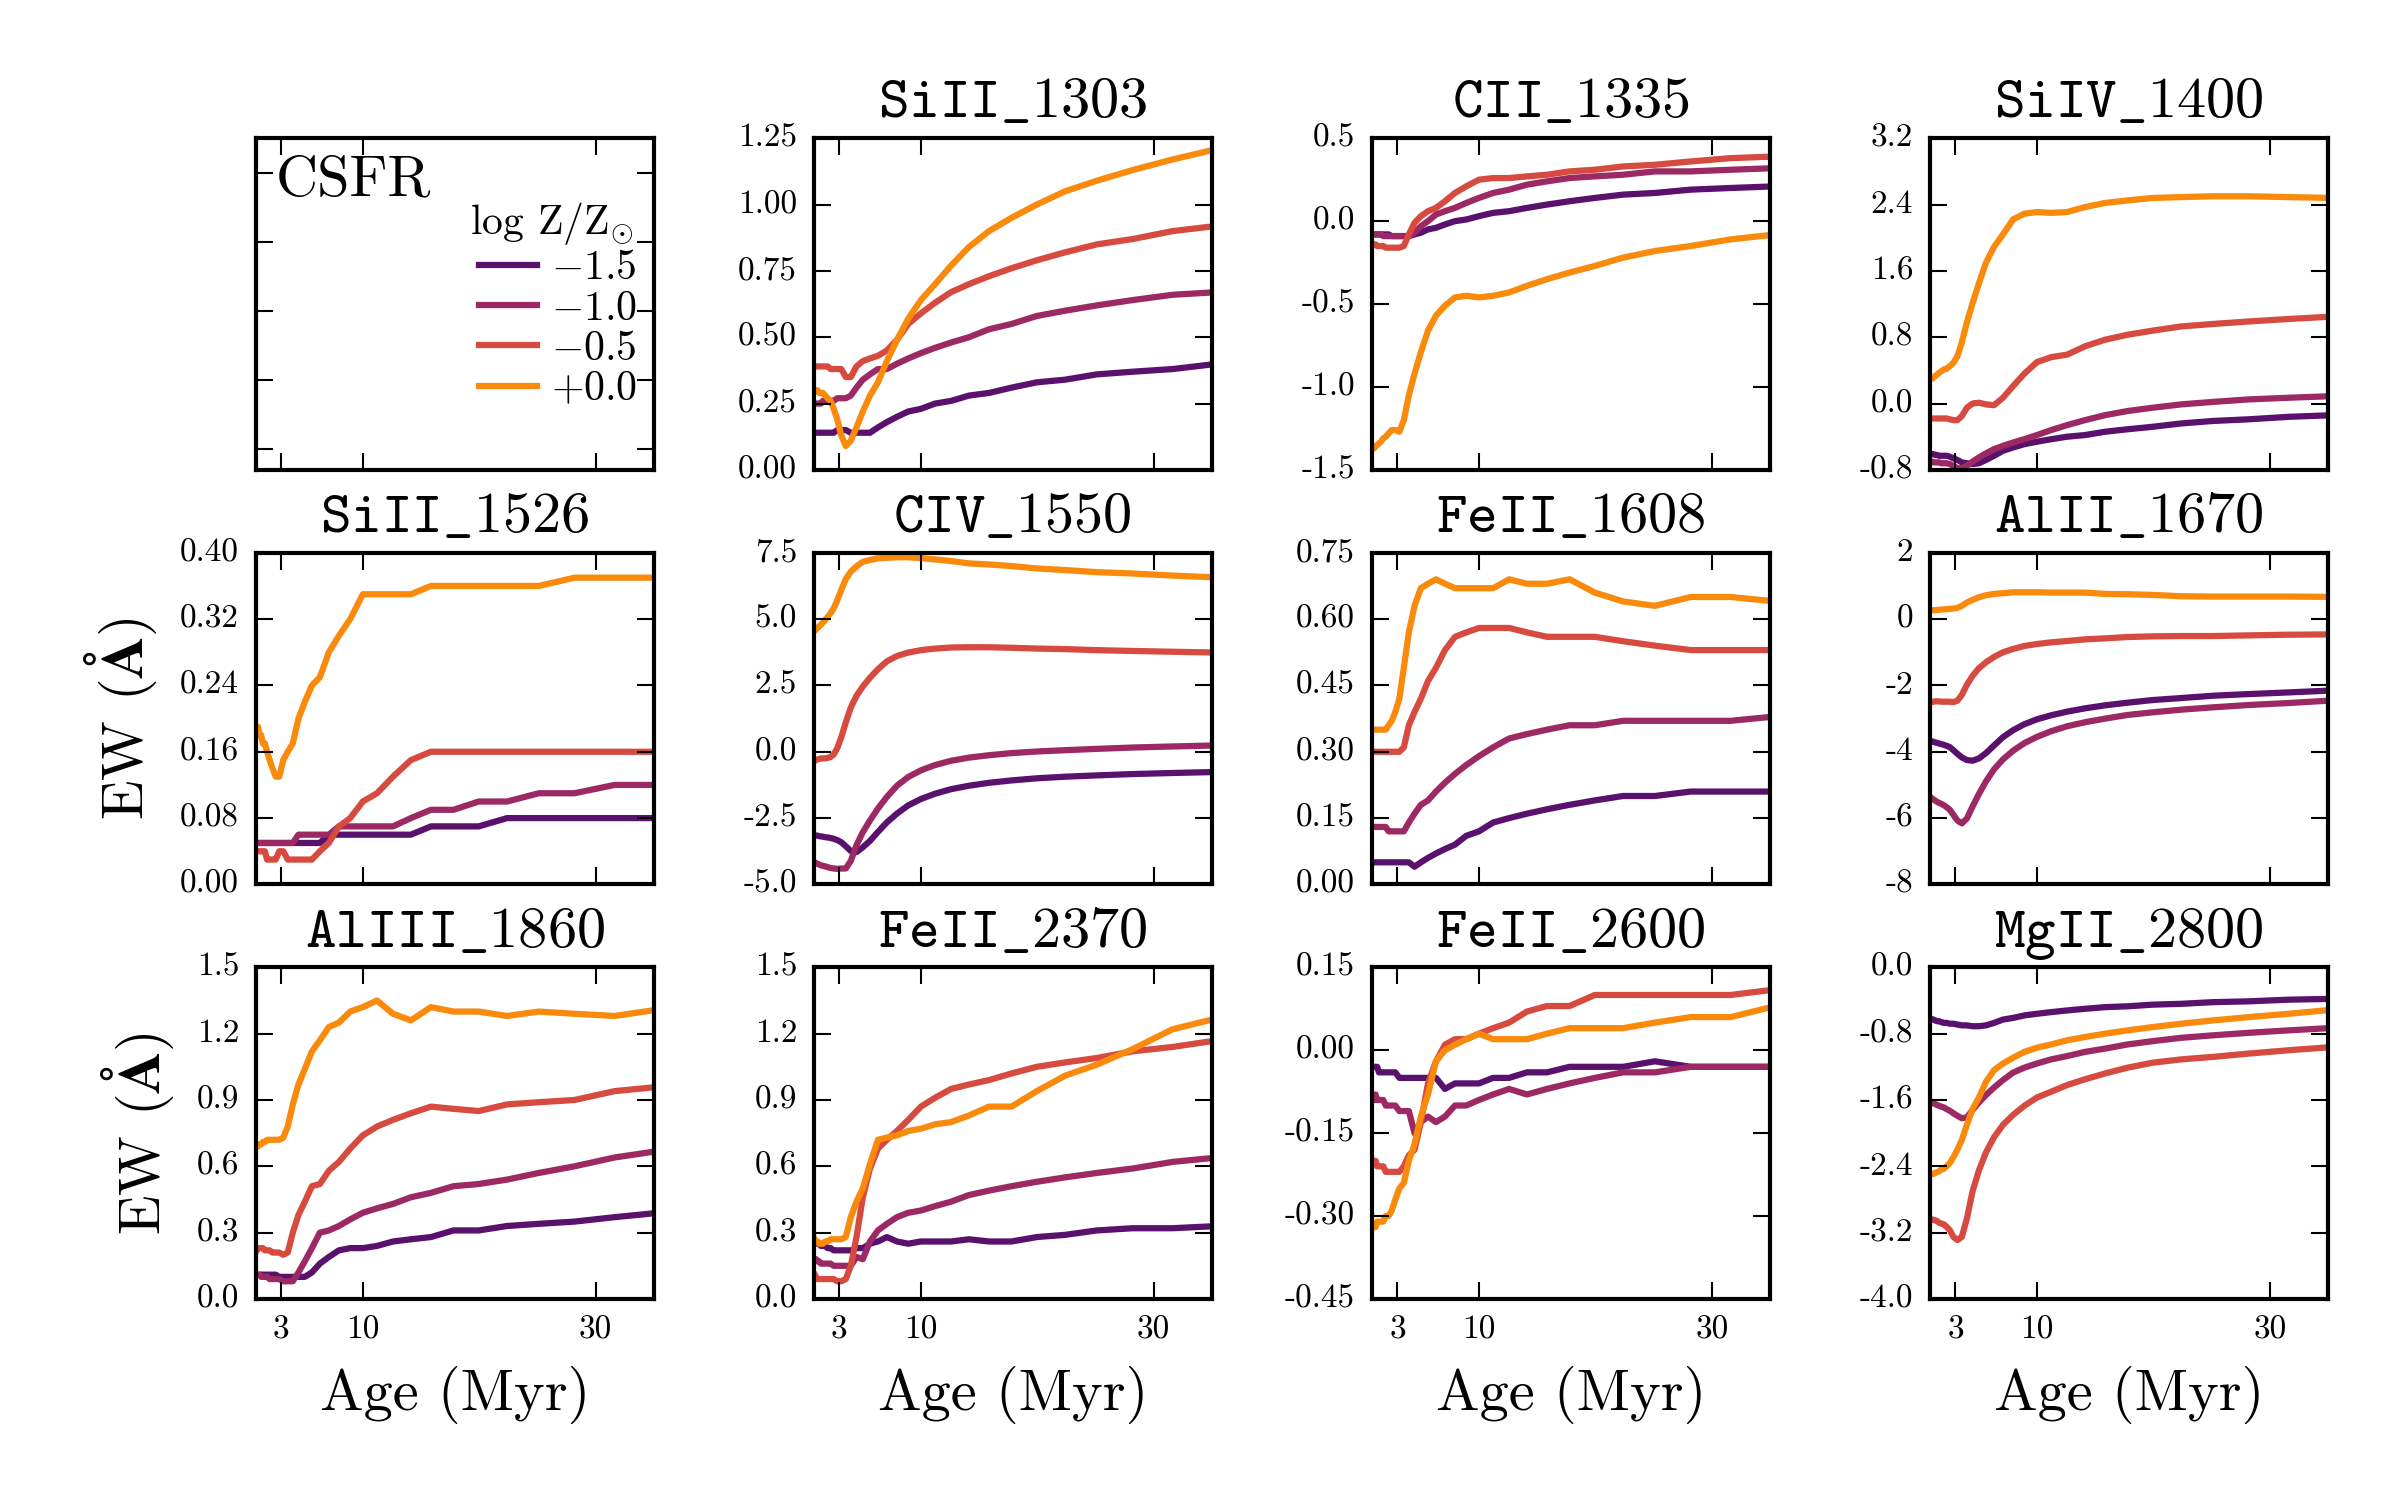 CSFR
log Z/Z⊙
−1.5
−1.0
−0.5
+0.0
SiII_1303
1.25
1.00
0.75
0.50
0.25
0.00
CII_1335
0.5
0.0
-0.5
-1.0
-1.5
SiIV_1400
3.2
2.4
1.6
0.8
0.0
-0.8
SiII_1526
EW (Å)
0.40
0.32
0.24
0.16
0.08
0.00
CIV_1550
7.5
5.0
2.5
0.0
-2.5
-5.0
FeII_1608
0.75
0.60
0.45
0.30
0.15
0.00
AlII_1670
2
0
-2
-4
-6
-8
AlIII_1860
EW (Å)
1.5
1.2
0.9
0.6
0.3
0.0
3 10 30
Age (Myr)
FeII_2370
1.5
1.2
0.9
0.6
0.3
0.0
3 10 30
Age (Myr)
FeII_2600
0.15
0.00
-0.15
-0.30
-0.45
3 10 30
Age (Myr)
MgII_2800
0.0
-0.8
-1.6
-2.4
-3.2
-4.0
3 10 30
Age (Myr)